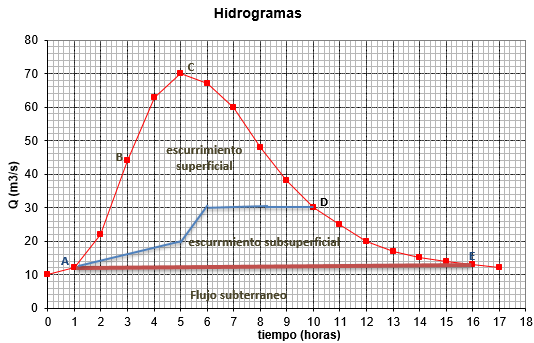 Hidrogramas
80
70
60
50
40
30
20
10
0
Q (m3/s)
C
B
escurrimiento
superficial
D
A
escurrmiento subsuperficial
E
Flujo subterraneo
0 1 2 3 4 5 6 7 8 9 10 11 12 13 14 15 16 17 18
tiempo (horas)